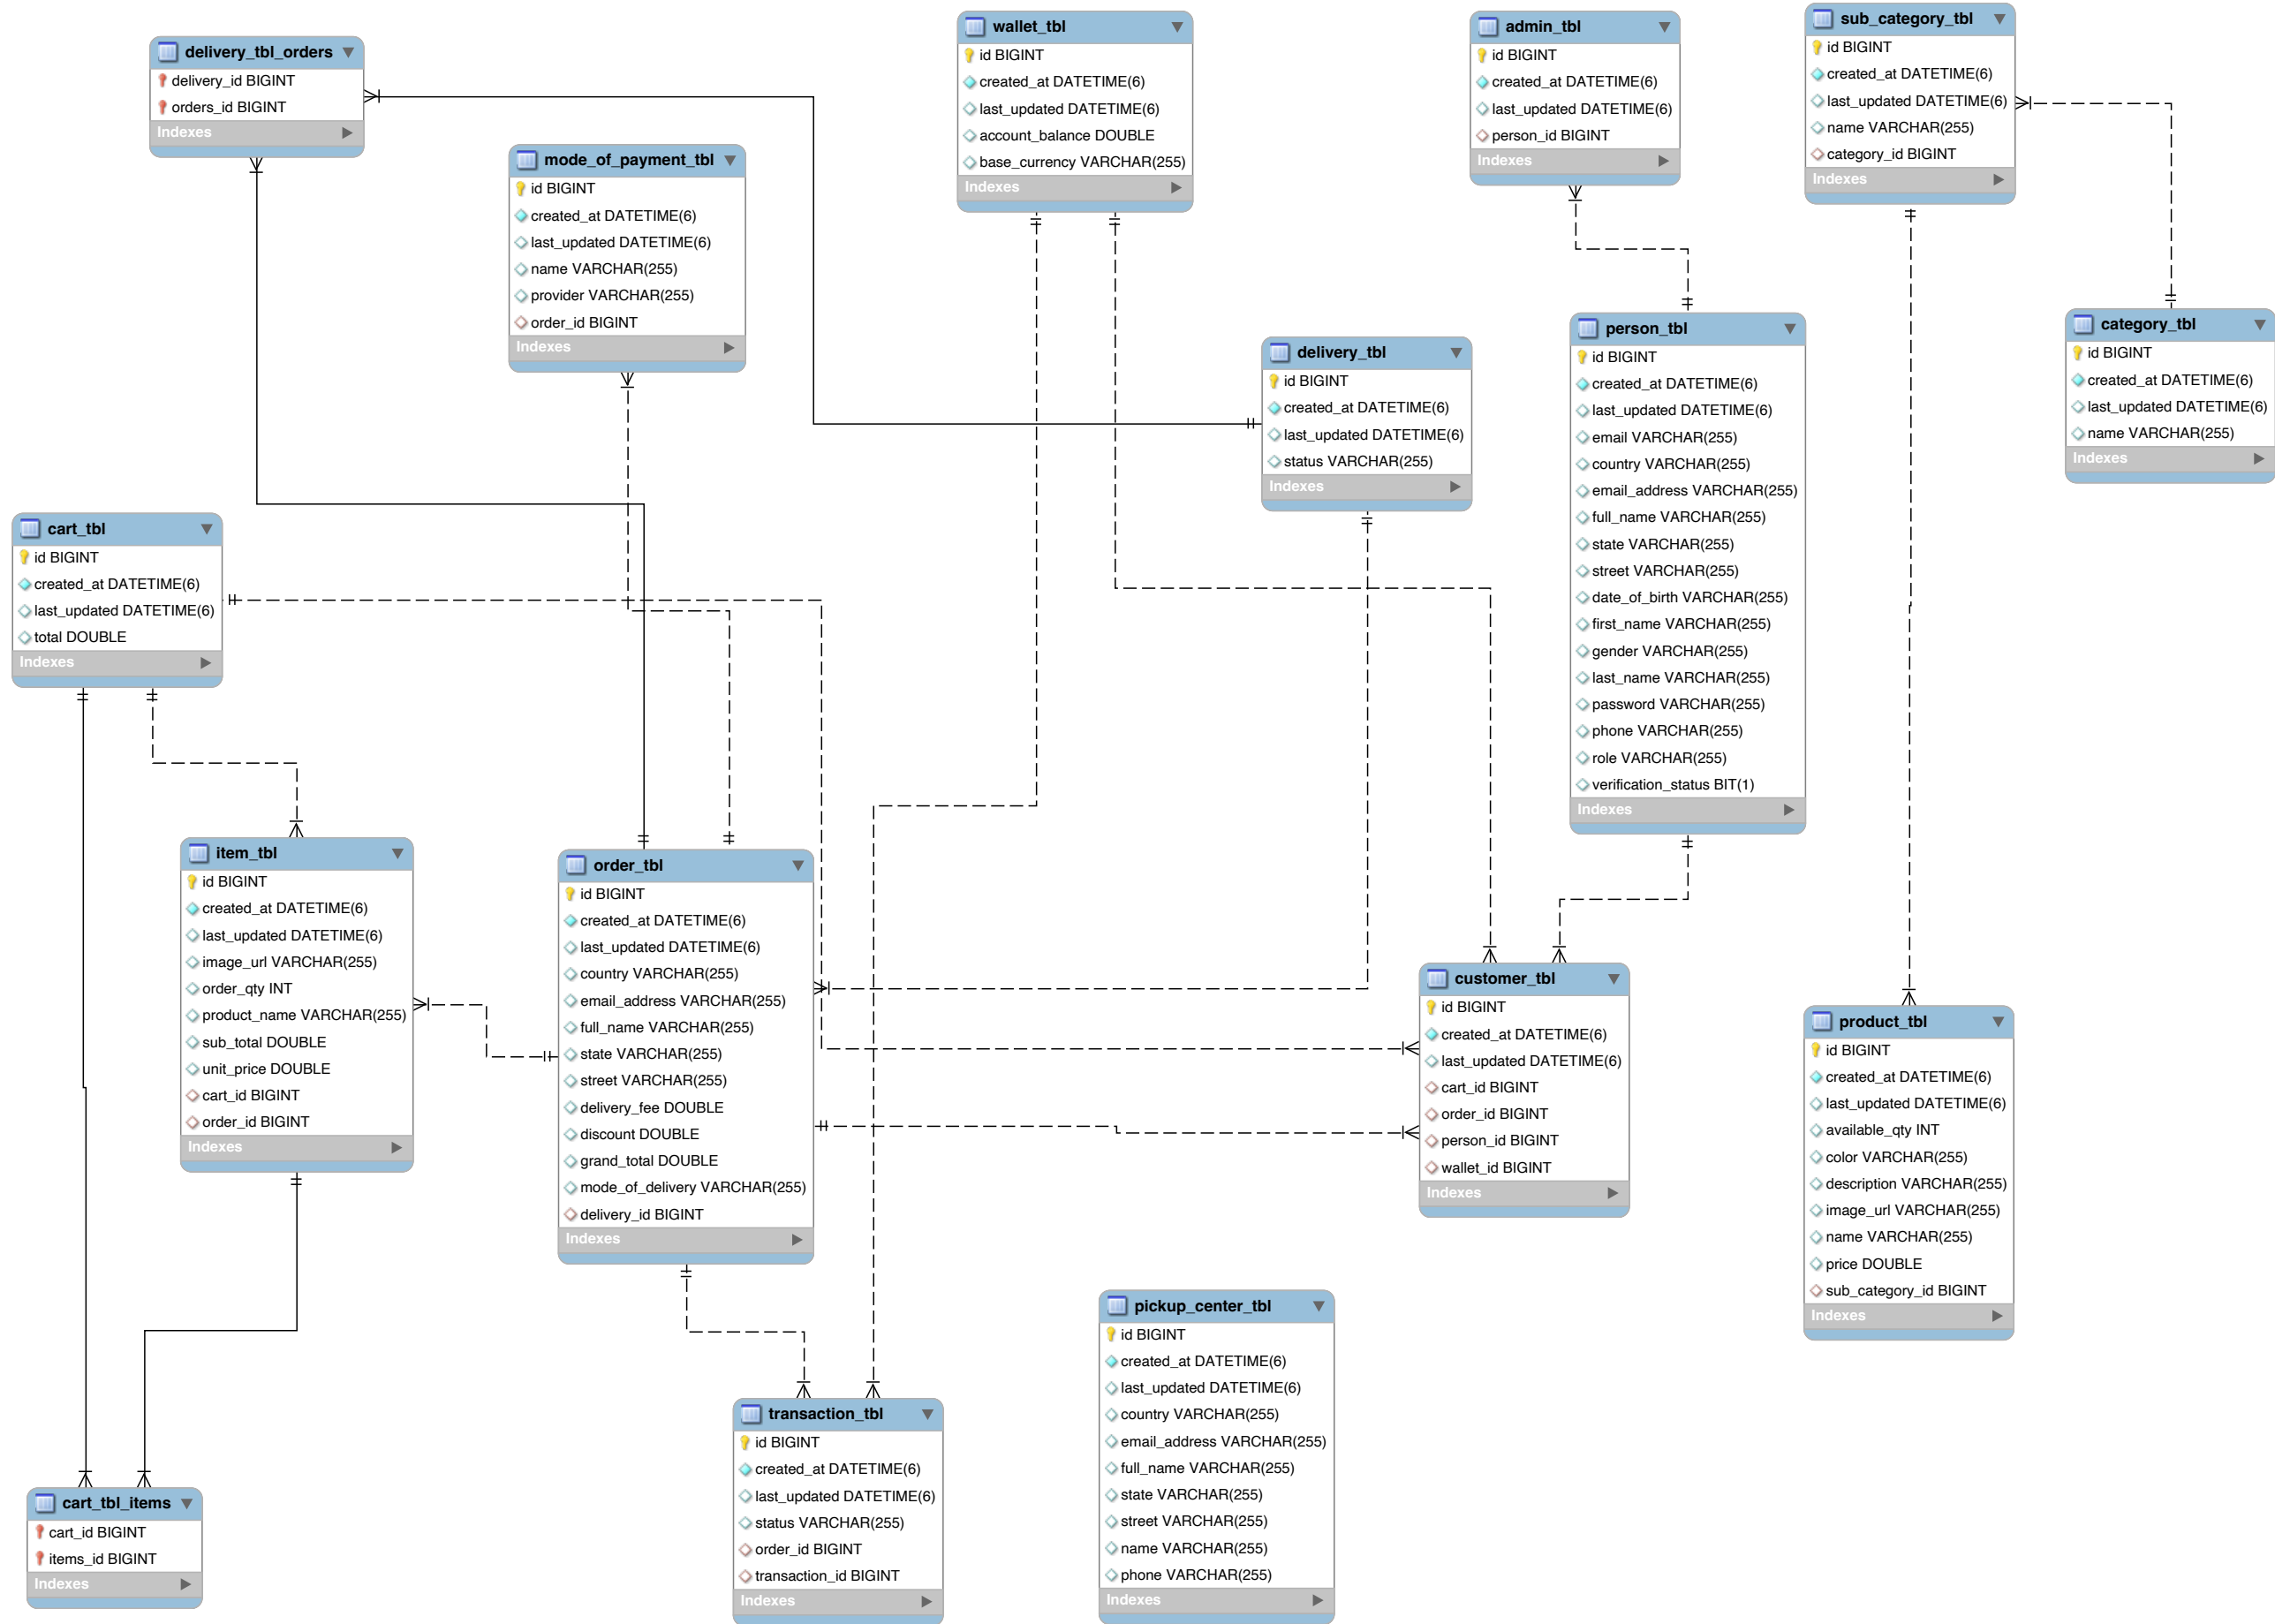 delivery_tbl_orders
delivery_id BIGINT
orders_id BIGINT
Indexes
mode_of_payment_tbl
id BIGINT
created_at DATETIME(6)
last_updated DATETIME(6)
name VARCHAR(255)
provider VARCHAR(255)
order_id BIGINT
Indexes
wallet_tbl
id BIGINT
created_at DATETIME(6)
last_updated DATETIME(6)
account_balance DOUBLE
base_currency VARCHAR(255)
Indexes
admin_tbl
id BIGINT
created_at DATETIME(6)
last_updated DATETIME(6)
person_id BIGINT
Indexes
sub_category_tbl
id BIGINT
created_at DATETIME(6)
last_updated DATETIME(6)
name VARCHAR(255)
category_id BIGINT
Indexes
category_tbl
id BIGINT
created_at DATETIME(6)
last_updated DATETIME(6)
name VARCHAR(255)
Indexes
person_tbl
id BIGINT
created_at DATETIME(6)
last_updated DATETIME(6)
email VARCHAR(255)
country VARCHAR(255)
email_address VARCHAR(255)
full_name VARCHAR(255)
state VARCHAR(255)
street VARCHAR(255)
date_of_birth VARCHAR(255)
first_name VARCHAR(255)
gender VARCHAR(255)
last_name VARCHAR(255)
password VARCHAR(255)
phone VARCHAR(255)
role VARCHAR(255)
verification_status BIT(1)
Indexes
delivery_tbl
id BIGINT
created_at DATETIME(6)
last_updated DATETIME(6)
status VARCHAR(255)
Indexes
cart_tbl
id BIGINT
created_at DATETIME(6)
last_updated DATETIME(6)
total DOUBLE
Indexes
item_tbl
id BIGINT
created_at DATETIME(6)
last_updated DATETIME(6)
image_url VARCHAR(255)
order_qty INT
product_name VARCHAR(255)
sub_total DOUBLE
unit_price DOUBLE
cart_id BIGINT
order_id BIGINT
Indexes
order_tbl
id BIGINT
created_at DATETIME(6)
last_updated DATETIME(6)
country VARCHAR(255)
email_address VARCHAR(255)
full_name VARCHAR(255)
state VARCHAR(255)
street VARCHAR(255)
delivery_fee DOUBLE
discount DOUBLE
grand_total DOUBLE
mode_of_delivery VARCHAR(255)
delivery_id BIGINT
Indexes
customer_tbl
id BIGINT
created_at DATETIME(6)
last_updated DATETIME(6)
cart_id BIGINT
order_id BIGINT
person_id BIGINT
wallet_id BIGINT
Indexes
product_tbl
id BIGINT
created_at DATETIME(6)
last_updated DATETIME(6)
available_qty INT
color VARCHAR(255)
description VARCHAR(255)
image_url VARCHAR(255)
name VARCHAR(255)
price DOUBLE
sub_category_id BIGINT
Indexes
pickup_center_tbl
id BIGINT
created_at DATETIME(6)
last_updated DATETIME(6)
country VARCHAR(255)
email_address VARCHAR(255)
full_name VARCHAR(255)
state VARCHAR(255)
street VARCHAR(255)
name VARCHAR(255)
phone VARCHAR(255)
Indexes
transaction_tbl
id BIGINT
created_at DATETIME(6)
last_updated DATETIME(6)
status VARCHAR(255)
order_id BIGINT
transaction_id BIGINT
Indexes
cart_tbl_items
cart_id BIGINT
items_id BIGINT
Indexes